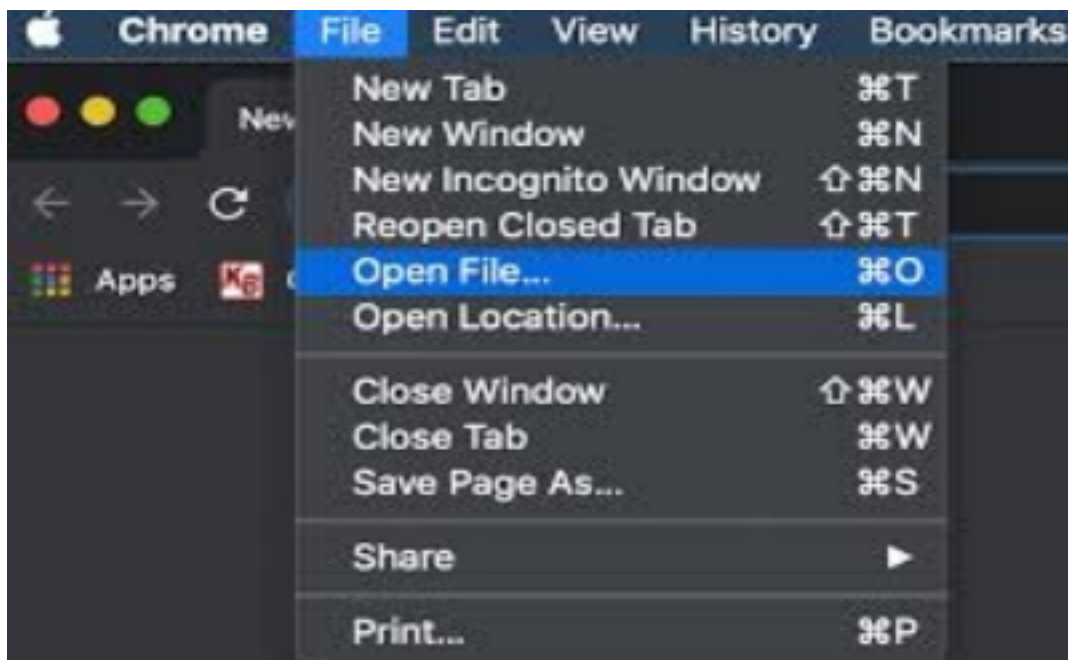 Chrome File Edit View History Bookmarks
New Tab ⌘T
New Window ⌘N
New Incognito Window ⇧⌘N
Reopen Closed Tab ⇧⌘T
Apps
Open File... ⌘O
Open Location... ⌘L
Close Window ⇧⌘W
Close Tab ⌘W
Save Page As... ⌘S
Share ▶
Print... ⌘P